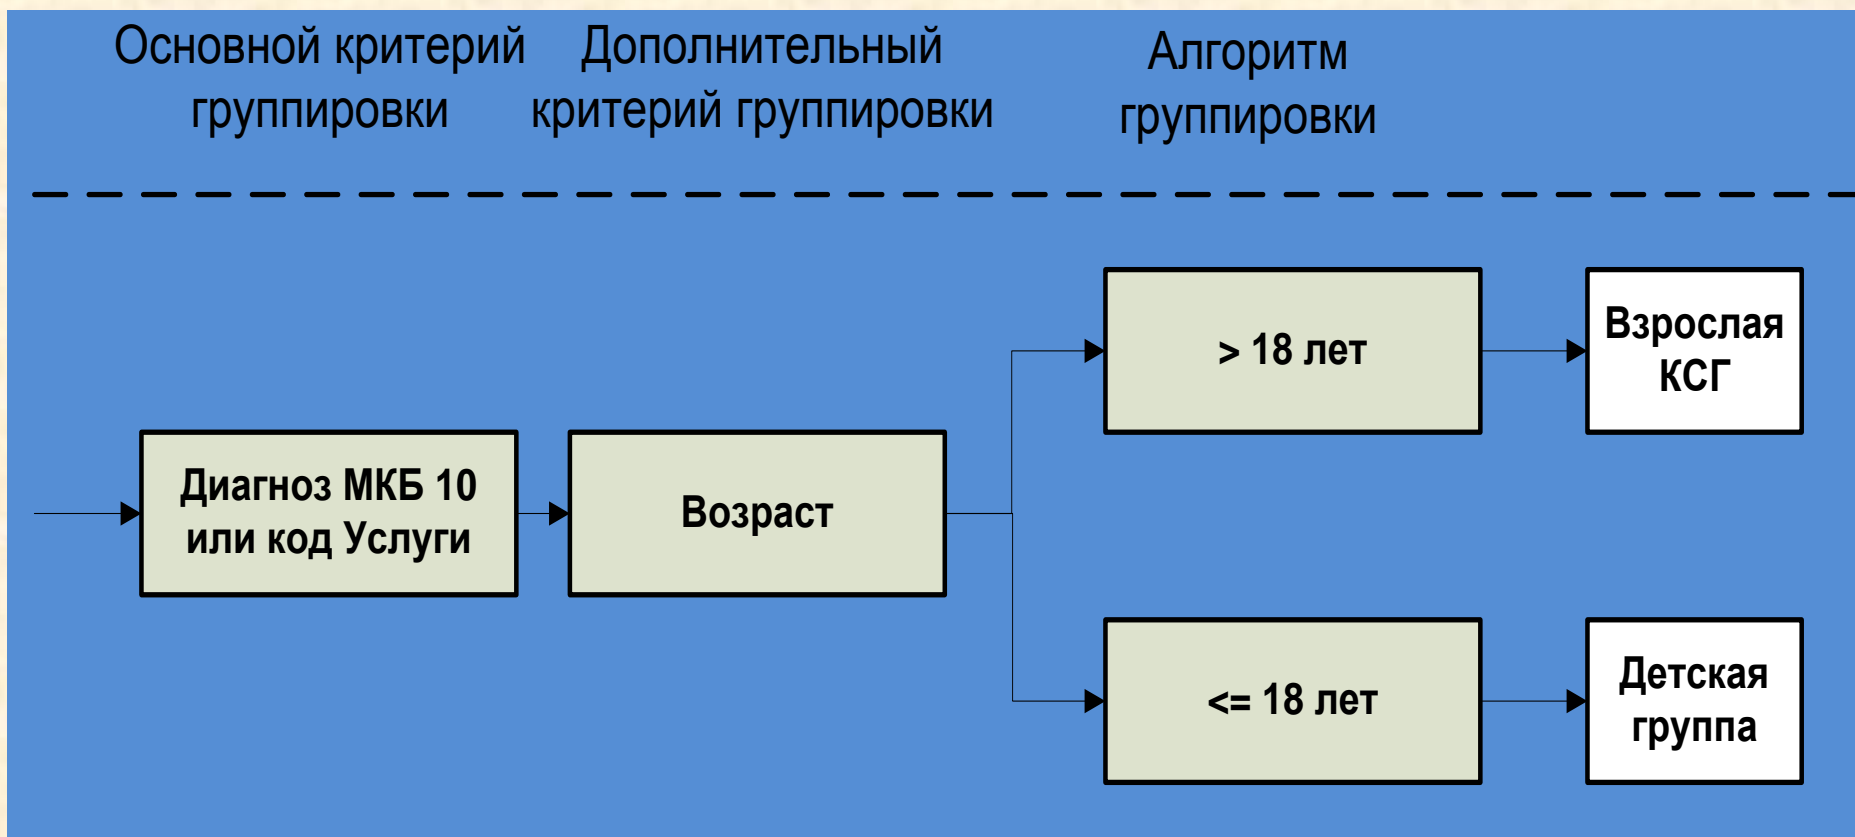 Основной критерий
группировки
Дополнительный
критерий группировки
Алгоритм
группировки
Диагноз МКБ 10
или код Услуги
Возраст
> 18 лет
Взрослая
КСГ
<= 18 лет
Детская
группа